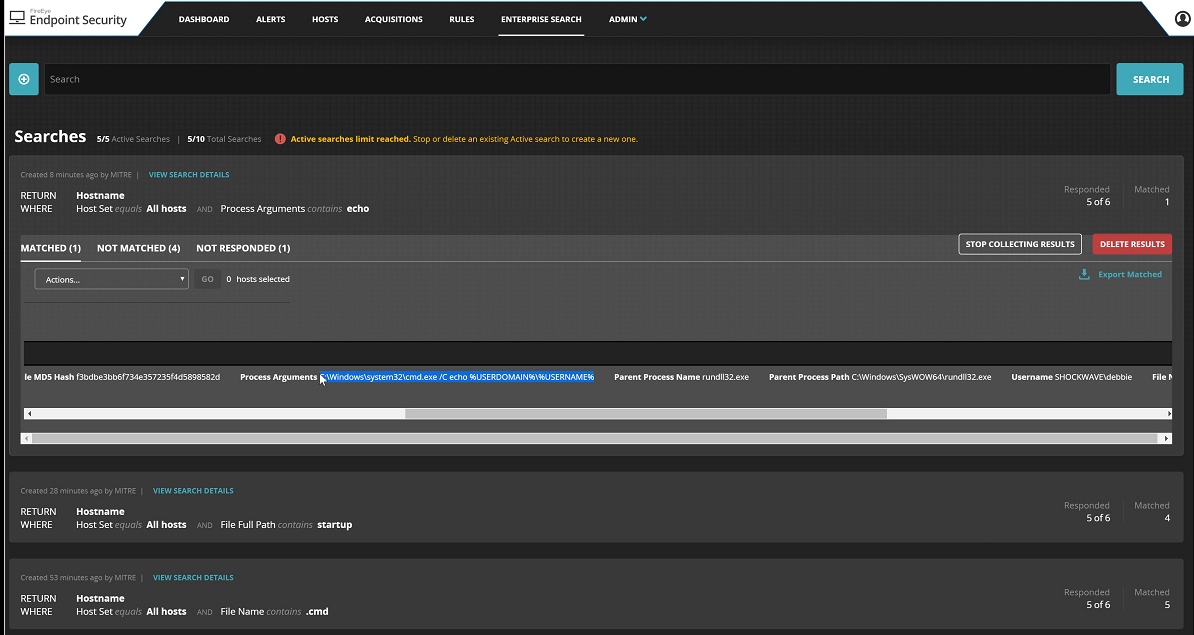 FireEye
Endpoint Security
DASHBOARD ALERTS HOSTS ACQUISITIONS RULES ENTERPRISE SEARCH ADMIN
Search
SEARCH
Searches 5/5 Active Searches | 5/10 Total Searches Active searches limit reached. Stop or delete an existing Active search to create a new one.
Created 8 minutes ago by MITRE | VIEW SEARCH DETAILS
RETURN Hostname
WHERE Host Set equals All hosts AND Process Arguments contains echo
Responded
5 of 6
Matched
1
MATCHED (1) NOT MATCHED (4) NOT RESPONDED (1)
STOP COLLECTING RESULTS DELETE RESULTS
Actions... GO 0 hosts selected
Export Matched
le MD5 Hash f3bdbe3bb6f734e357235f4d5898582d Process Arguments C:\Windows\system32\cmd.exe /C echo %USERDOMAIN%\%USERNAME% Parent Process Name rundll32.exe Parent Process Path C:\Windows\SysWOW64\rundll32.exe Username SHOCKWAVE\debbie File N
Created 28 minutes ago by MITRE | VIEW SEARCH DETAILS
RETURN Hostname
WHERE Host Set equals All hosts AND File Full Path contains startup
Responded
5 of 6
Matched
4
Created 53 minutes ago by MITRE | VIEW SEARCH DETAILS
RETURN Hostname
WHERE Host Set equals All hosts AND File Name contains .cmd
Responded
5 of 6
Matched
5